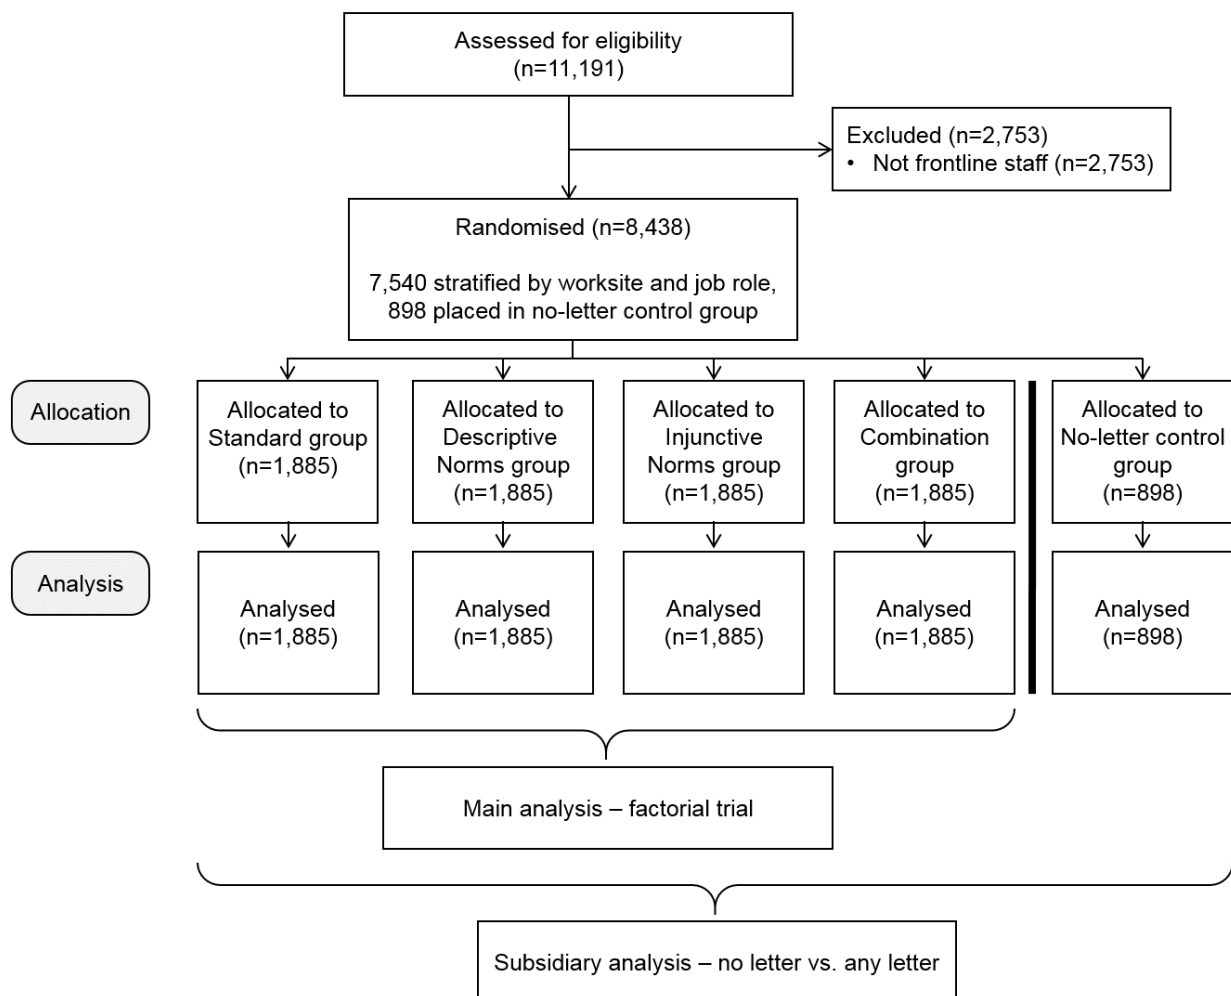 Assessed for eligibility
(n=11,191)
Excluded (n=2,753)
• Not frontline staff (n=2,753)
Randomised (n=8,438)
7,540 stratified by worksite and job role,
898 placed in no-letter control group
Allocation
Allocated to
Standard group
(n=1,885)
Allocated to
Descriptive
Norms group
(n=1,885)
Allocated to
Injunctive
Norms group
(n=1,885)
Allocated to
Combination
group
(n=1,885)
Allocated to
No-letter control
group
(n=898)
Analysis
Analysed
(n=1,885)
Analysed
(n=1,885)
Analysed
(n=1,885)
Analysed
(n=1,885)
Analysed
(n=898)
Main analysis – factorial trial
Subsidiary analysis – no letter vs. any letter